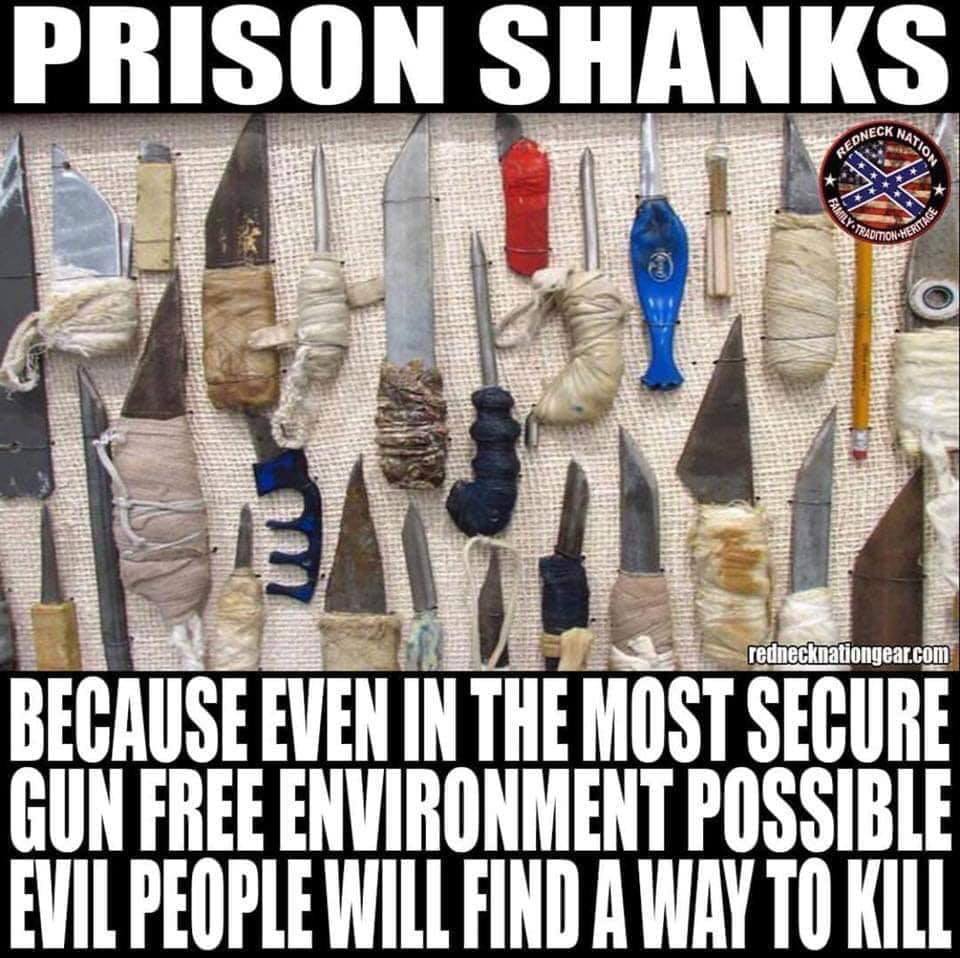 PRISON SHANKS
REDNECK NATION
FAMILY•TRADITION•HERITAGE
rednecknationgear.com
BECAUSE EVEN IN THE MOST SECURE
GUN FREE ENVIRONMENT POSSIBLE
EVIL PEOPLE WILL FIND A WAY TO KILL